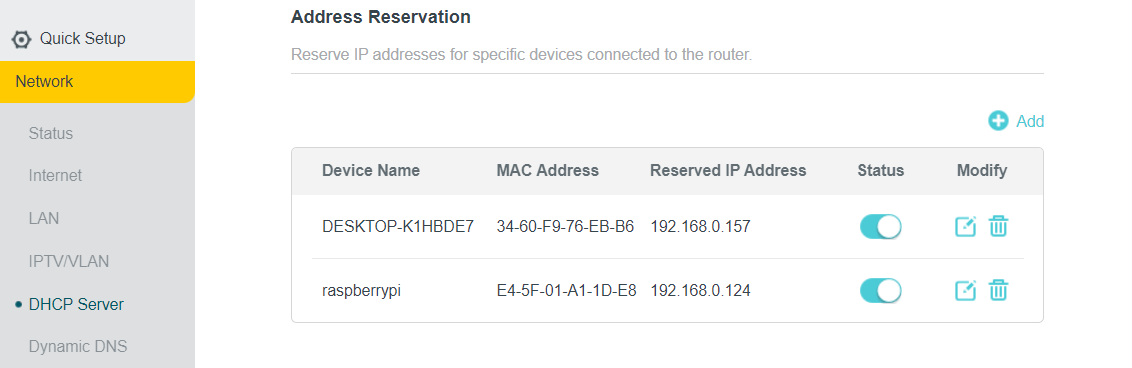 Address Reservation
Quick Setup
Reserve IP addresses for specific devices connected to the router.
Network
Add
Status
Internet
LAN
IPTV/VLAN
DHCP Server
Dynamic DNS
Device Name MAC Address Reserved IP Address Status Modify
DESKTOP-K1HBDE7 34-60-F9-76-EB-B6 192.168.0.157
raspberrypi E4-5F-01-A1-1D-E8 192.168.0.124